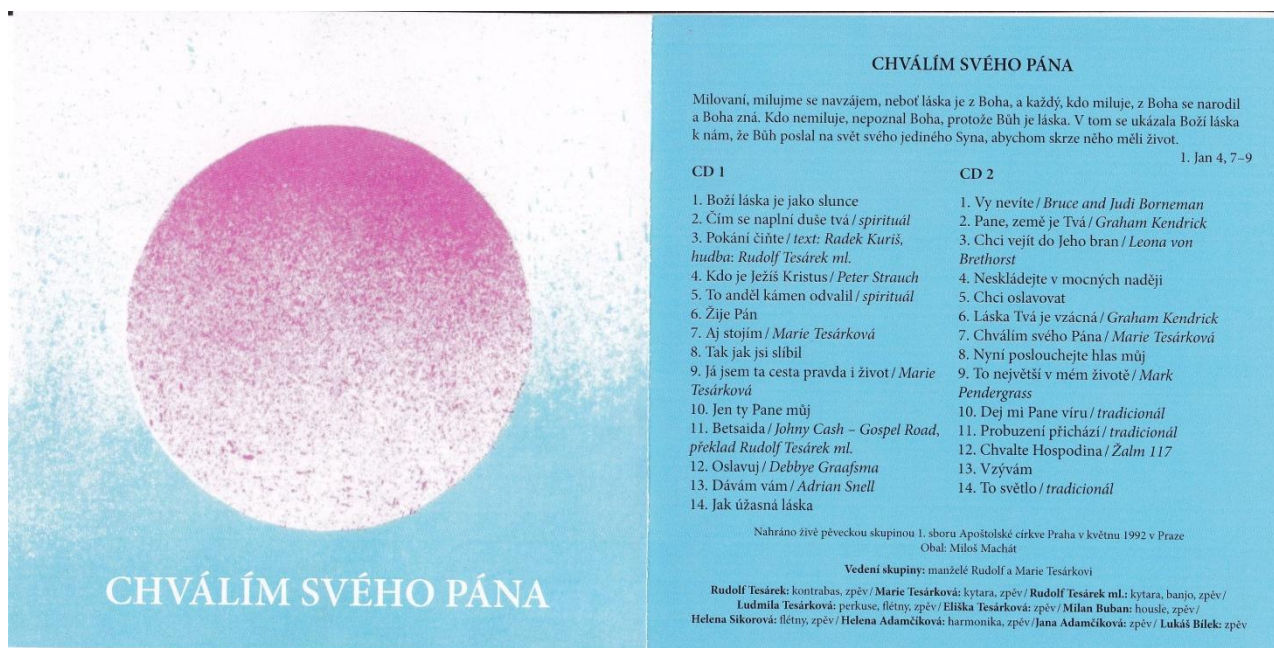 CHVÁLÍM SVÉHO PÁNA
CHVÁLÍM SVÉHO PÁNA
Milovaní, milujme se navzájem, neboť láska je z Boha, a každý, kdo miluje, z Boha se narodil
a Boha zná. Kdo nemiluje, nepoznal Boha, protože Bůh je láska. V tom se ukázala Boží láska
k nám, že Bůh poslal na svět svého jediného Syna, abychom skrze něho měli život.
1. Jan 4, 7–9
CD 1
1. Boží láska je jako slunce
2. Čím se naplní duše tvá / spirituál
3. Pokání čiňte / text: Radek Kuriš,
hudba: Rudolf Tesárek ml.
4. Kdo je Ježíš Kristus / Peter Strauch
5. To anděl kámen odvalil / spirituál
6. Žije Pán
7. Aj stojím / Marie Tesárková
8. Tak jak jsi slíbil
9. Já jsem ta cesta pravda i život / Marie
Tesárková
10. Jen ty Pane můj
11. Betsaida / Johny Cash – Gospel Road,
překlad Rudolf Tesárek ml.
12. Oslavuj / Debbye Graafsma
13. Dávám vám / Adrian Snell
14. Jak úžasná láska
CD 2
1. Vy nevíte / Bruce and Judi Borneman
2. Pane, země je Tvá / Graham Kendrick
3. Chci vejít do Jeho bran / Leona von
Brethorst
4. Neskládejte v mocných naději
5. Chci oslavovat
6. Láska Tvá je vzácná / Graham Kendrick
7. Chválím svého Pána / Marie Tesárková
8. Nyní poslouchejte hlas můj
9. To největší v mém životě / Mark
Pendergrass
10. Dej mi Pane víru / tradicionál
11. Probuzení přichází / tradicionál
12. Chvalte Hospodina / Žalm 117
13. Vzývám
14. To světlo / tradicionál
Nahráno živě pěveckou skupinou 1. sboru Apoštolské církve Praha v květnu 1992 v Praze
Obal: Miloš Machát
Vedení skupiny: manželé Rudolf a Marie Tesárkovi
Rudolf Tesárek: kontrabas, zpěv / Marie Tesárková: kytara, zpěv / Rudolf Tesárek ml.: kytara, banjo, zpěv /
Ludmila Tesárková: perkuse, flétny, zpěv / Eliška Tesárková: zpěv / Milan Buban: housle, zpěv /
Helena Sikorová: flétny, zpěv / Helena Adamčíková: harmonika, zpěv / Jana Adamčíková: zpěv / Lukáš Bílek: zpěv